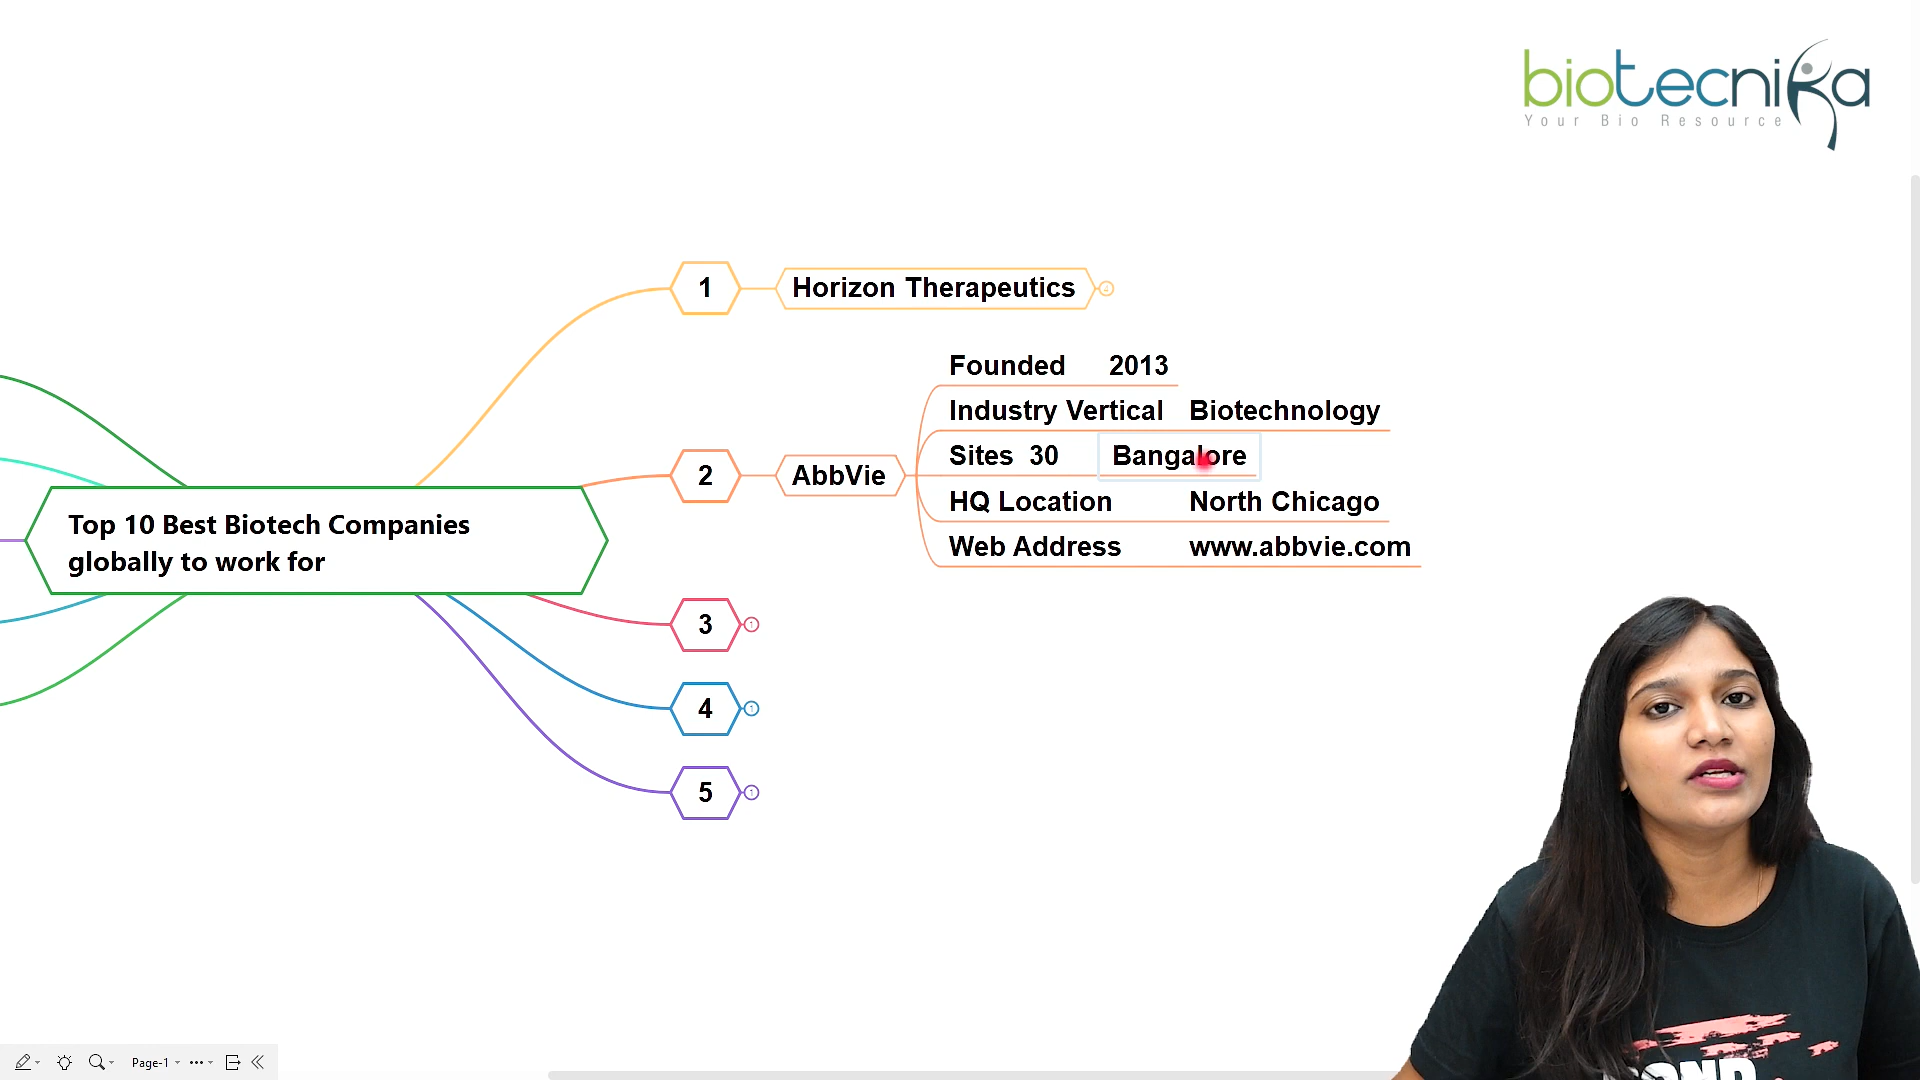 biotecnika
Your Bio Resource
1
Horizon Therapeutics
Founded 2013
Industry Vertical Biotechnology
Sites 30 Bangalore
2
AbbVie
HQ Location North Chicago
Web Address www.abbvie.com
Top 10 Best Biotech Companies
globally to work for
3
4
5
Page-1